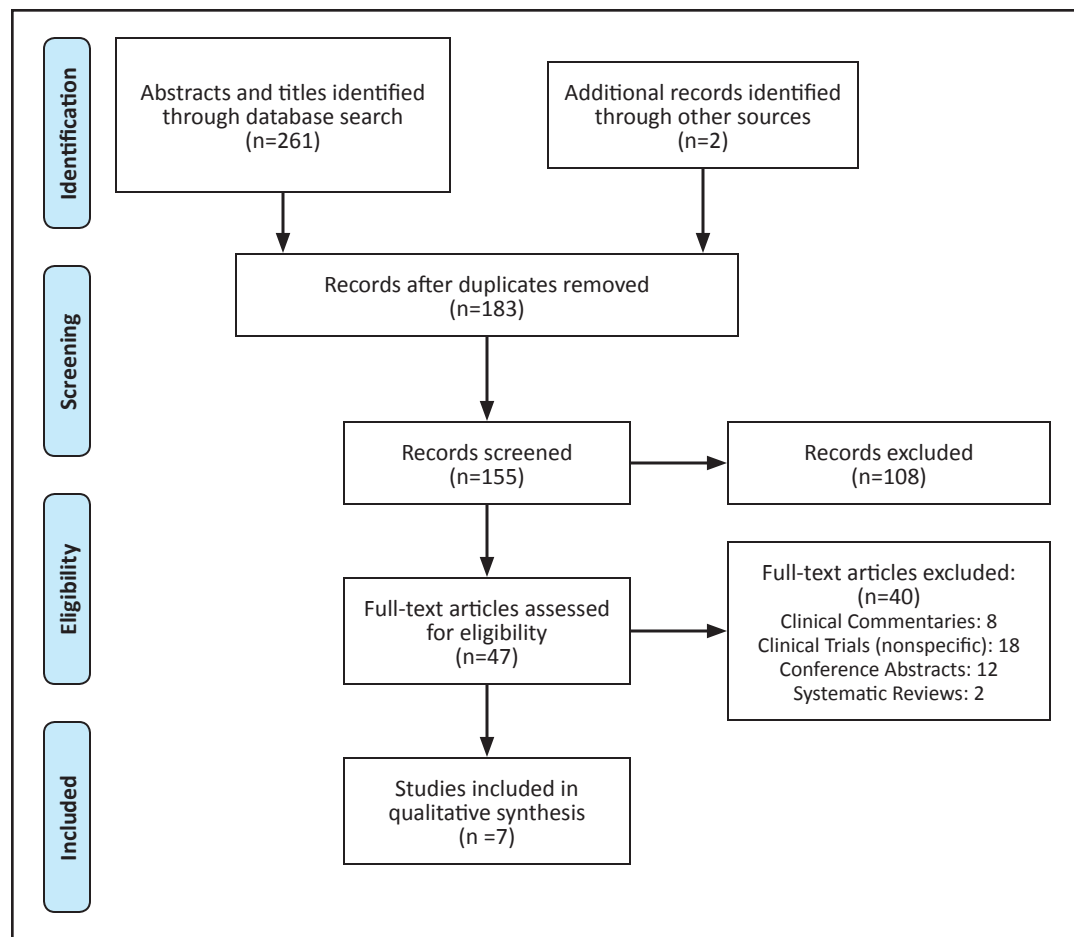 Identification
Abstracts and titles identified
through database search
(n=261)
Additional records identified
through other sources
(n=2)
Screening
Records after duplicates removed
(n=183)
Records screened
(n=155)
Records excluded
(n=108)
Eligibility
Full-text articles assessed
for eligibility
(n=47)
Full-text articles excluded:
(n=40)
Clinical Commentaries: 8
Clinical Trials (nonspecific): 18
Conference Abstracts: 12
Systematic Reviews: 2
Included
Studies included in
qualitative synthesis
(n =7)